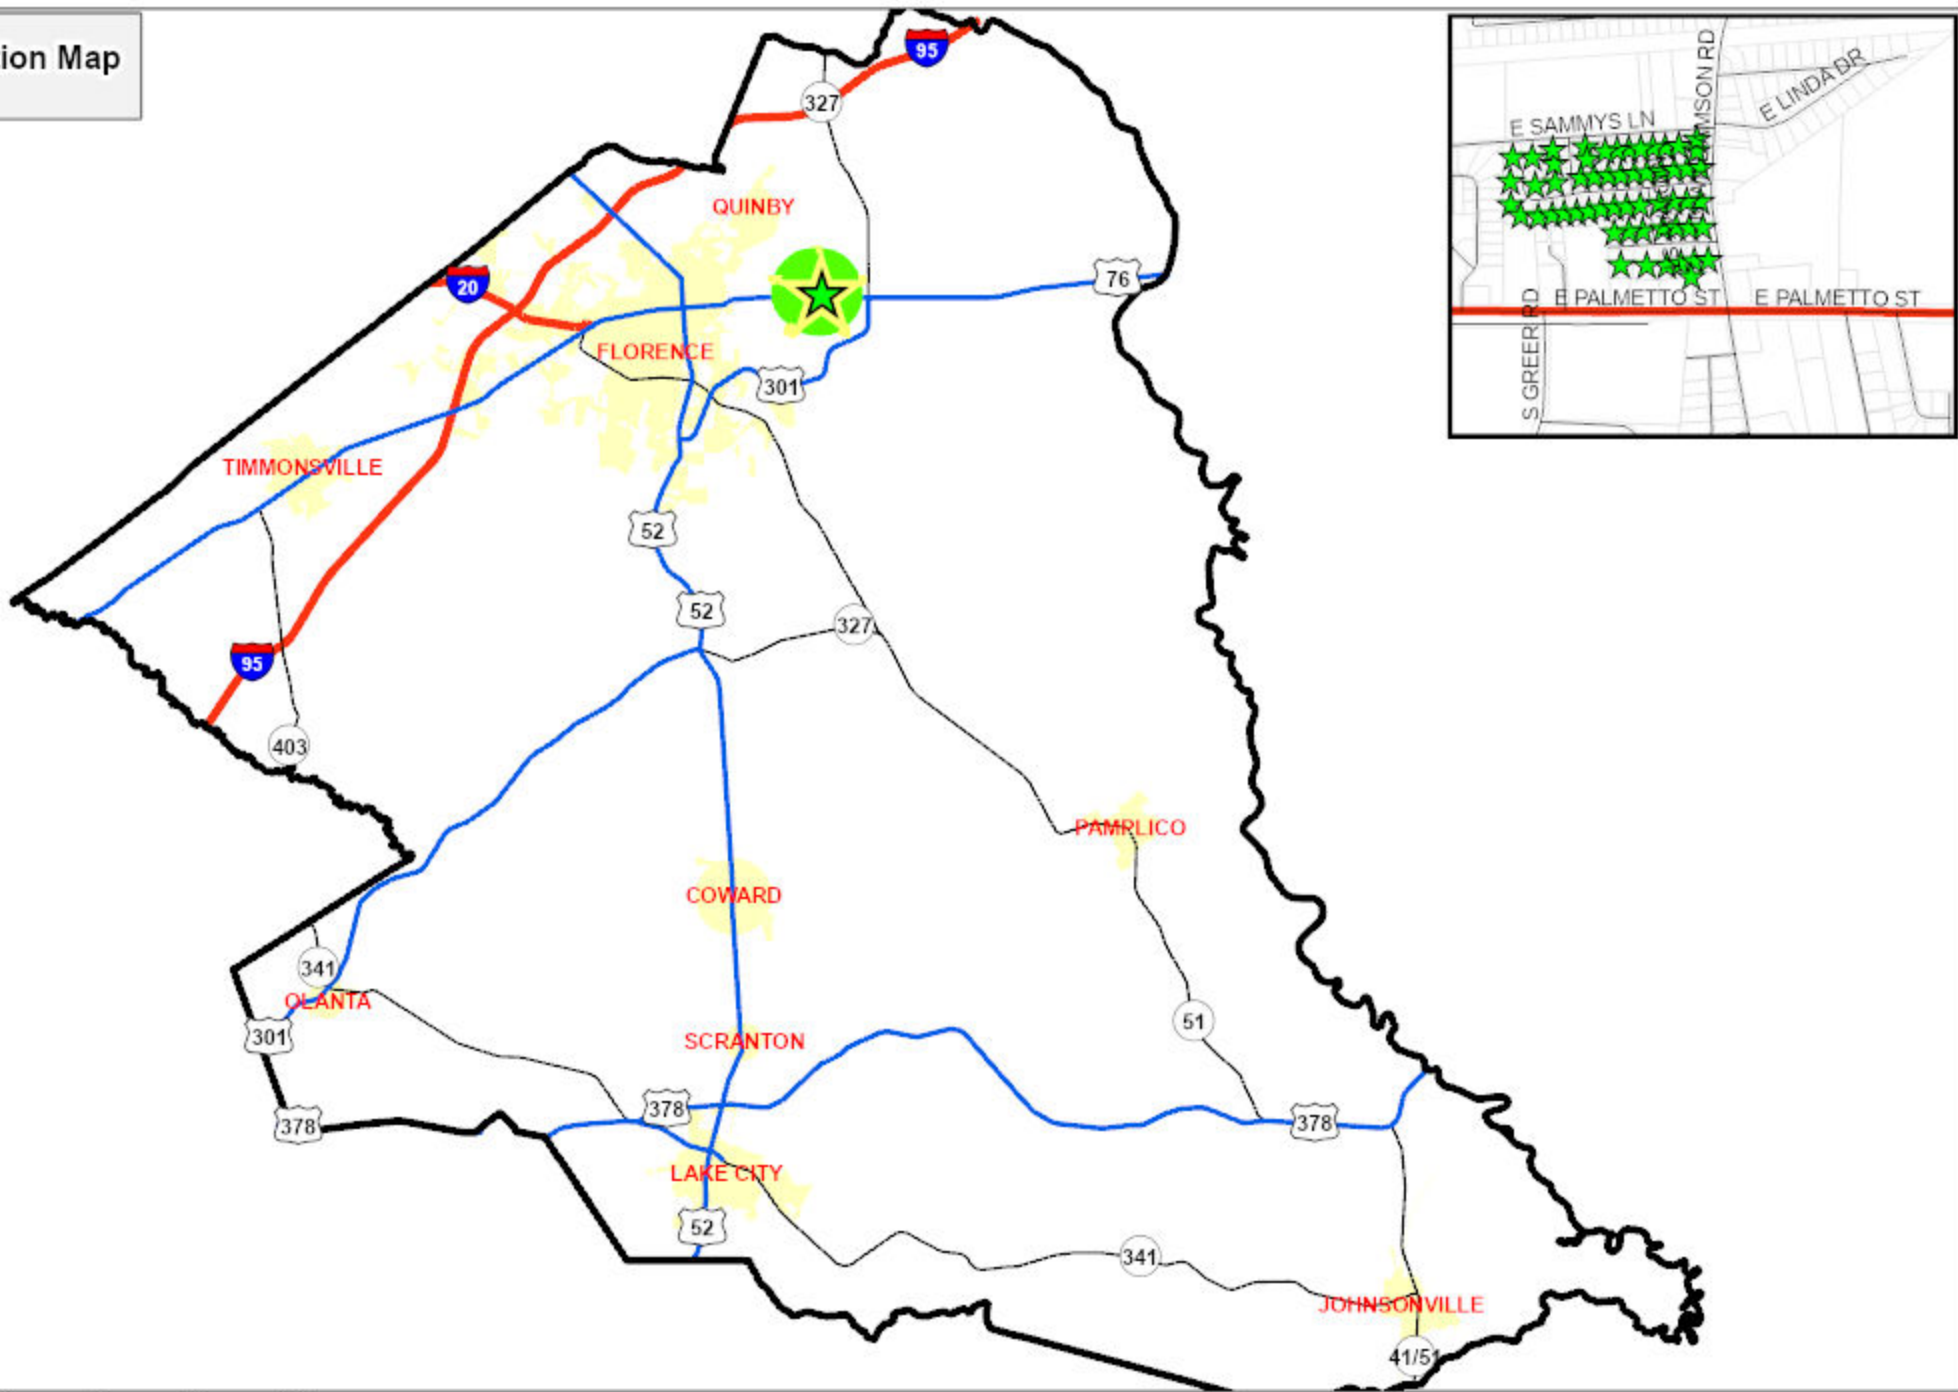 ion Map
95
327
QUINBY
20
76
FLORENCE
301
TIMMONSVILLE
52
52
327
95
403
PAMPLICO
COWARD
341
OLANTA
51
301
SCRANTON
378
378
378
LAKE CITY
52
341
JOHNSONVILLE
41/51
MSON RD
E LINDA DR
E SAMMYS LN
E PALMETTO ST
E PALMETTO ST
S GREER RD